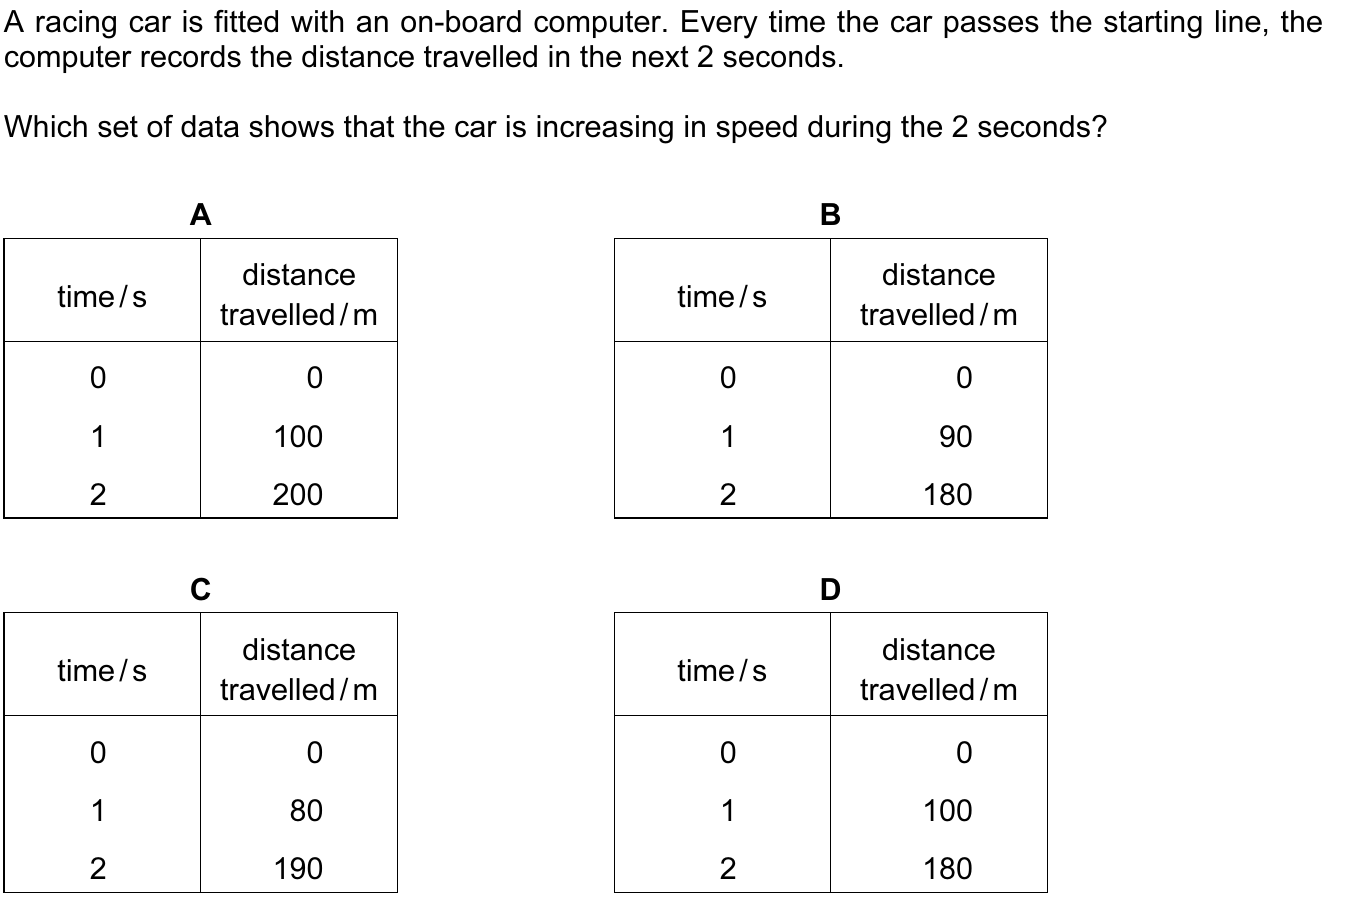 A racing car is fitted with an on-board computer. Every time the car passes the starting line, the
computer records the distance travelled in the next 2 seconds.
Which set of data shows that the car is increasing in speed during the 2 seconds?
A
time / s
distance
travelled / m
0 0
1 100
2 200
B
time / s
distance
travelled / m
0 0
1 90
2 180
C
time / s
distance
travelled / m
0 0
1 80
2 190
D
time / s
distance
travelled / m
0 0
1 100
2 180